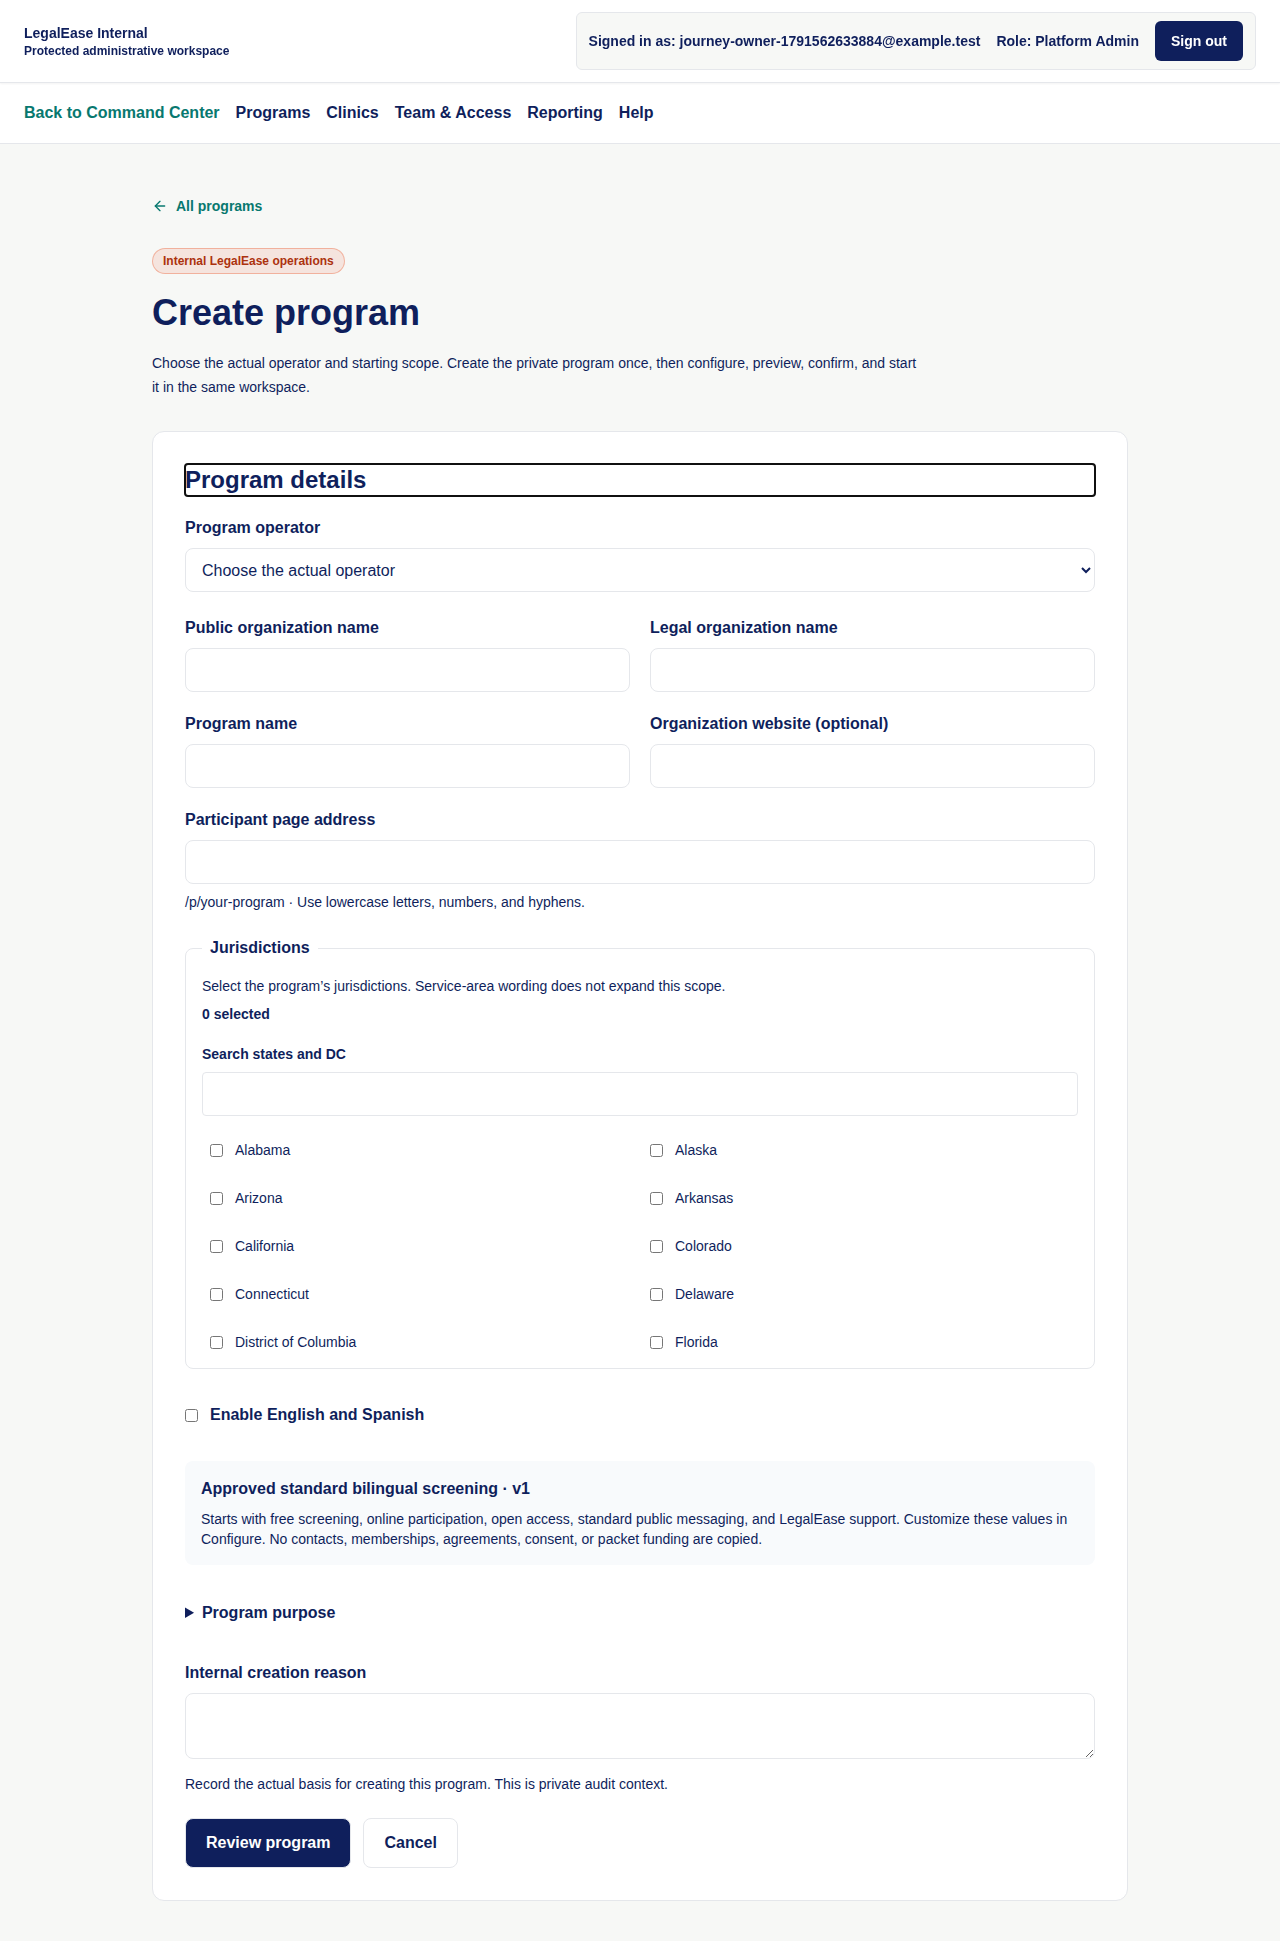 LegalEase Internal
Protected administrative workspace
Signed in as: journey-owner-1791562633884@example.test Role: Platform Admin Sign out
Back to Command Center Programs Clinics Team & Access Reporting Help
← All programs
Internal LegalEase operations
Create program
Choose the actual operator and starting scope. Create the private program once, then configure, preview, confirm, and start
it in the same workspace.
Program details
Program operator
Choose the actual operator
Public organization name Legal organization name
Program name Organization website (optional)
Participant page address
/p/your-program · Use lowercase letters, numbers, and hyphens.
Jurisdictions
Select the program’s jurisdictions. Service-area wording does not expand this scope.
0 selected
Search states and DC
Alabama Alaska
Arizona Arkansas
California Colorado
Connecticut Delaware
District of Columbia Florida
Enable English and Spanish
Approved standard bilingual screening · v1
Starts with free screening, online participation, open access, standard public messaging, and LegalEase support. Customize these values in
Configure. No contacts, memberships, agreements, consent, or packet funding are copied.
Program purpose
Internal creation reason
Record the actual basis for creating this program. This is private audit context.
Review program Cancel